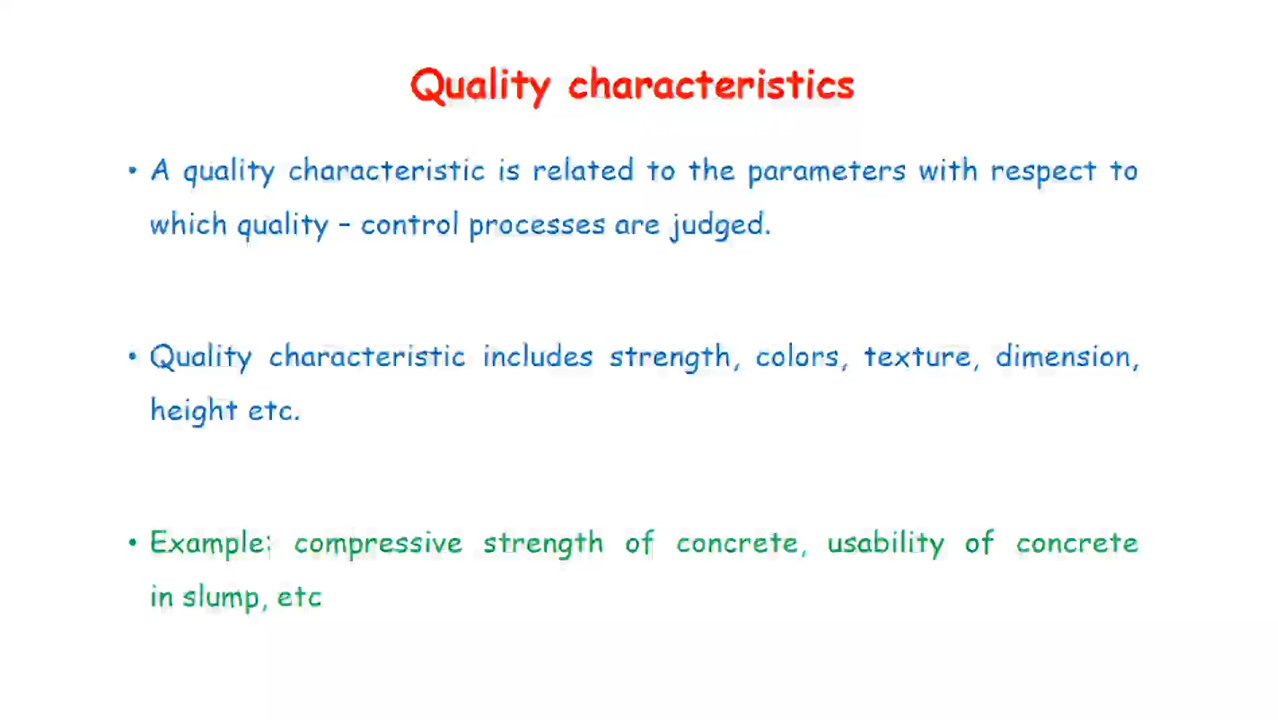 Quality characteristics
• A quality characteristic is related to the parameters with respect to
which quality – control processes are judged.
• Quality characteristic includes strength, colors, texture, dimension,
height etc.
• Example: compressive strength of concrete, usability of concrete
in slump, etc